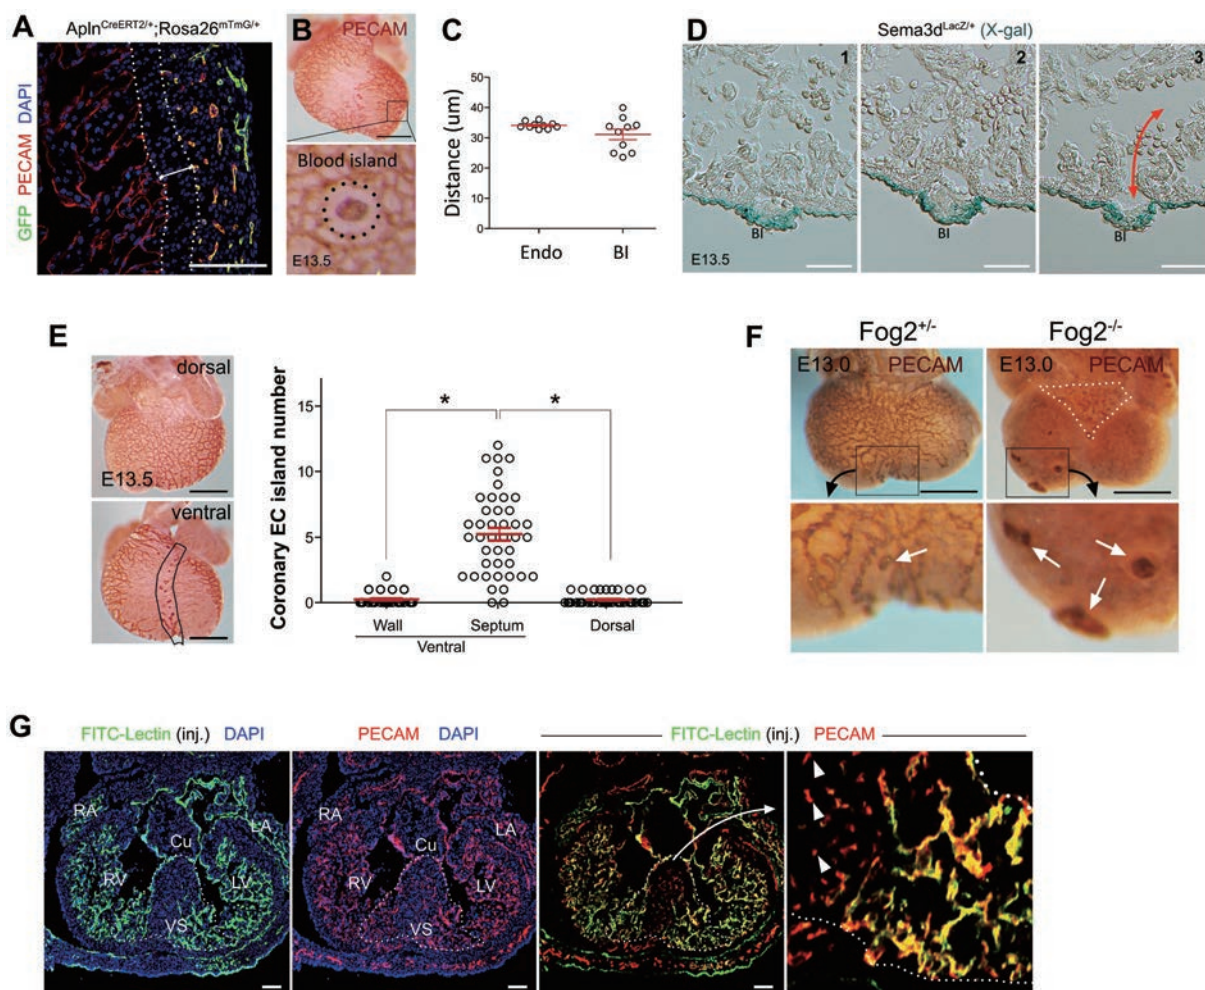 A
Apln^CreERT2/+;Rosa26^mTmG/+
GFP PECAM DAPI
B
PECAM
Blood island
E13.5
C
Distance (um)
50
40
30
20
10
0
Endo
BI
D
Sema3d^LacZ/+ (X-gal)
1
2
3
BI
BI
BI
E13.5
E
dorsal
E13.5
ventral
Coronary EC island number
15
10
5
0
*
*
Wall
Septum
Dorsal
Ventral
F
Fog2+/-
Fog2-/-
E13.0 PECAM
E13.0 PECAM
G
FITC-Lectin (inj.) DAPI
PECAM DAPI
FITC-Lectin (inj.) PECAM
RA
LA
Cu
RV
LV
VS
RA
LA
Cu
RV
LV
VS